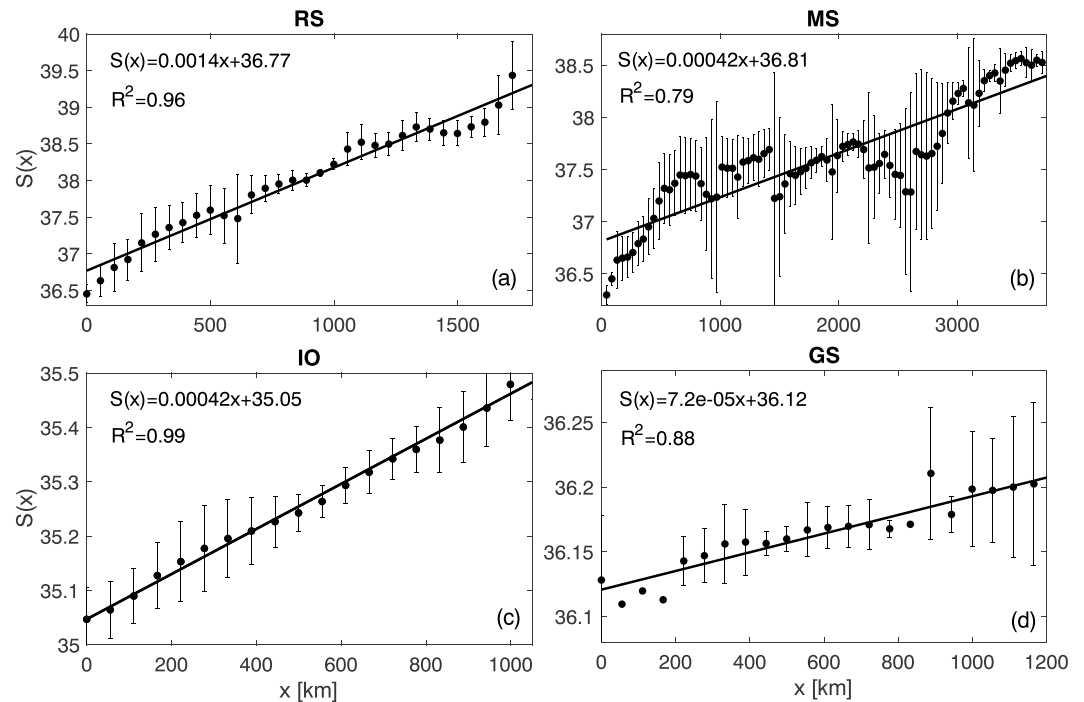 RS
S(x)=0.0014x+36.77
R²=0.96
S(x)
40
39.5
39
38.5
38
37.5
37
36.5
(a)
0 500 1000 1500
MS
S(x)=0.00042x+36.81
R²=0.79
38.5
38
37.5
37
36.5
(b)
0 1000 2000 3000
IO
S(x)=0.00042x+35.05
R²=0.99
S(x)
35.5
35.4
35.3
35.2
35.1
35
(c)
0 200 400 600 800 1000
x [km]
GS
S(x)=7.2e-05x+36.12
R²=0.88
36.25
36.2
36.15
36.1
(d)
0 200 400 600 800 1000 1200
x [km]